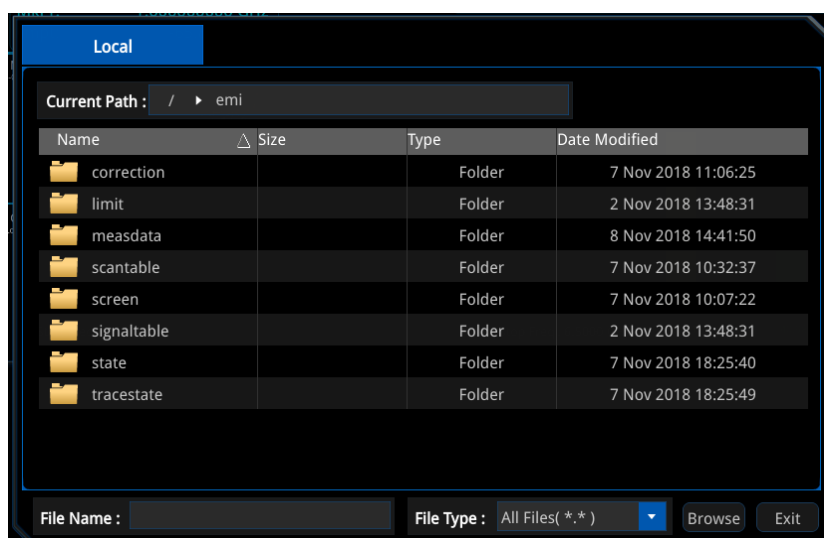 Local
Current Path : / emi
Name Size Type Date Modified
correction Folder 7 Nov 2018 11:06:25
limit Folder 2 Nov 2018 13:48:31
measdata Folder 8 Nov 2018 14:41:50
scantable Folder 7 Nov 2018 10:32:37
screen Folder 7 Nov 2018 10:07:22
signaltable Folder 2 Nov 2018 13:48:31
state Folder 7 Nov 2018 18:25:40
tracestate Folder 7 Nov 2018 18:25:49
File Name : File Type : All Files( *.* ) Browse Exit